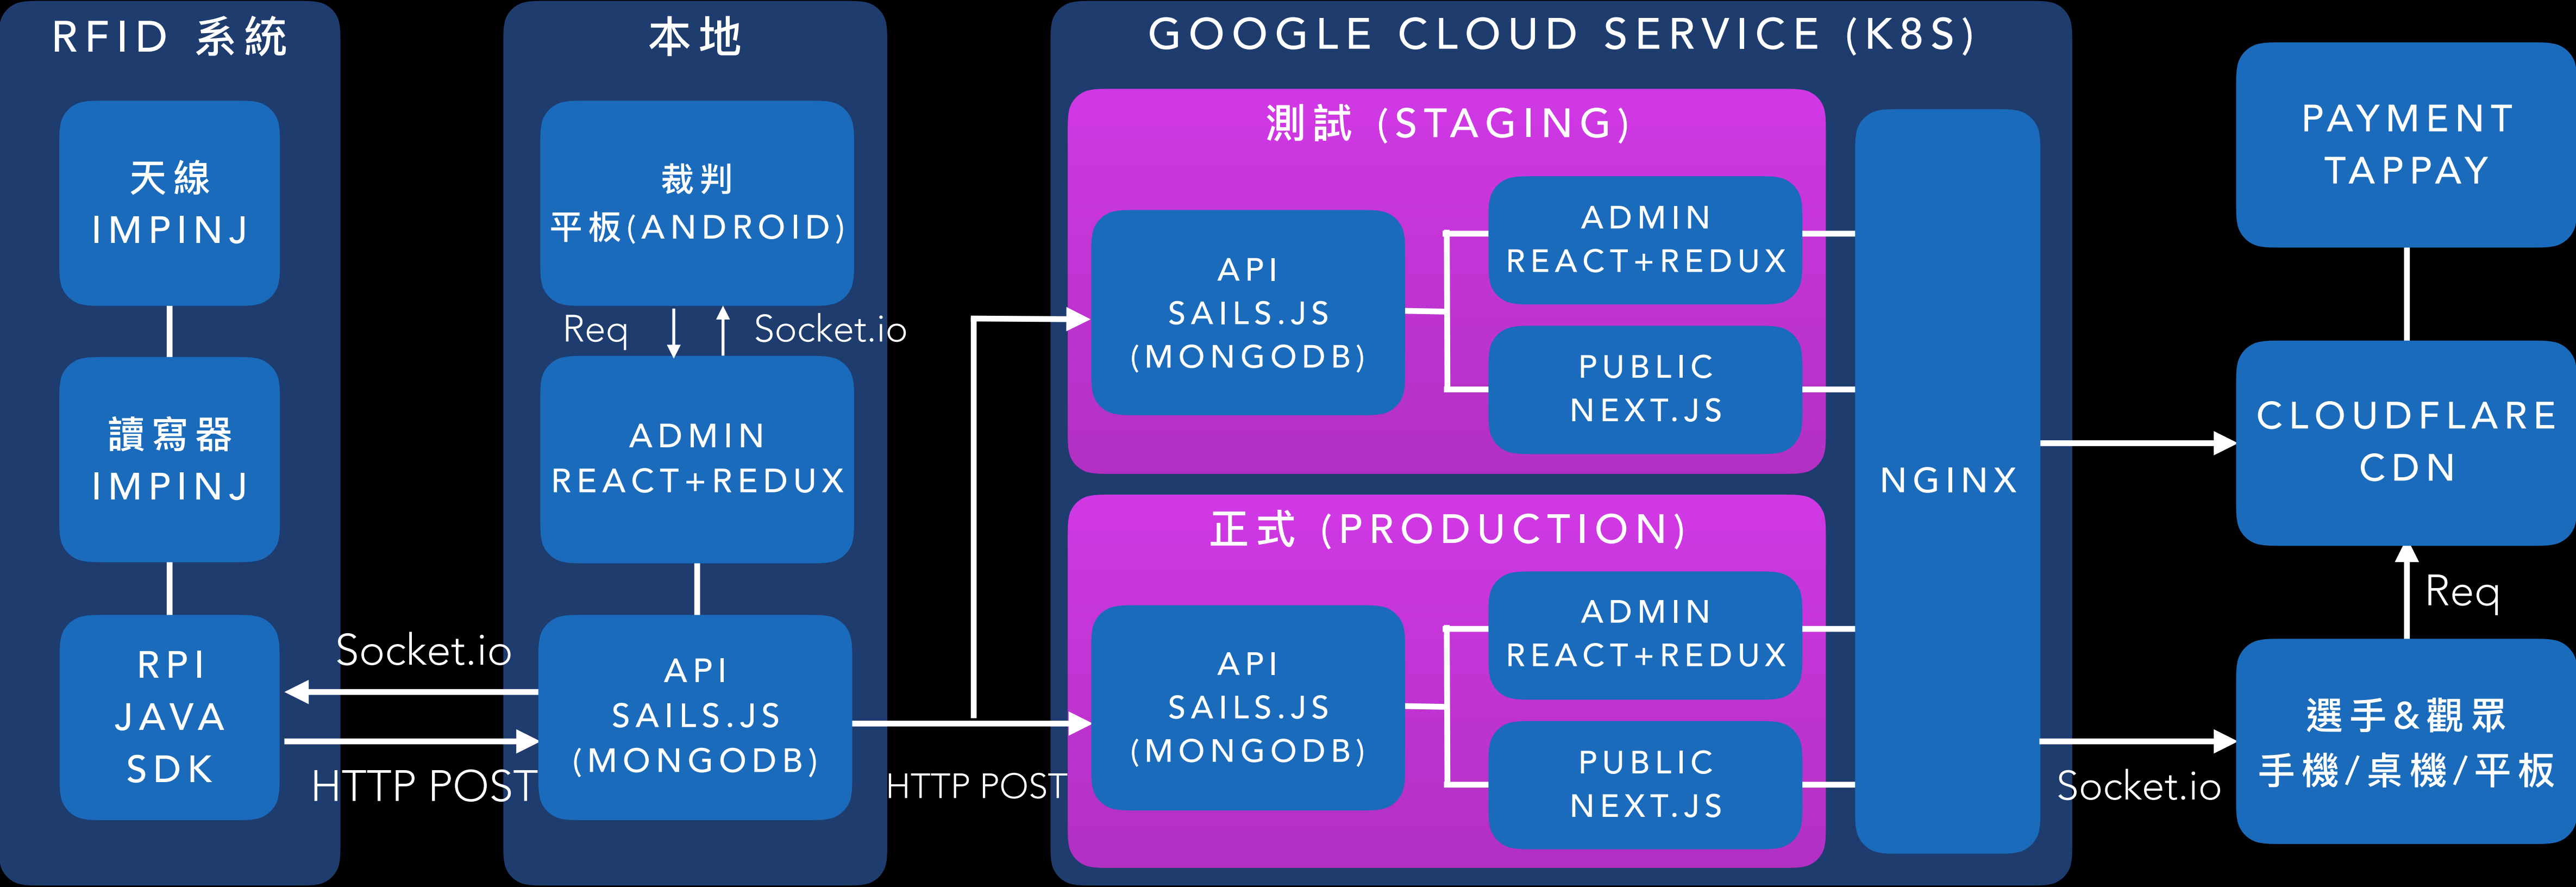 RFID 系統
天線
IMPINJ
讀寫器
IMPINJ
RPI
JAVA
SDK
Socket.io
HTTP POST
本地
裁判
平板(ANDROID)
Req
Socket.io
ADMIN
REACT+REDUX
API
SAILS.JS
(MONGODB)
HTTP POST
GOOGLE CLOUD SERVICE (K8S)
測試 (STAGING)
API
SAILS.JS
(MONGODB)
ADMIN
REACT+REDUX
PUBLIC
NEXT.JS
正式 (PRODUCTION)
API
SAILS.JS
(MONGODB)
ADMIN
REACT+REDUX
PUBLIC
NEXT.JS
NGINX
Socket.io
PAYMENT
TAPPAY
CLOUDFLARE
CDN
Req
選手&觀眾
手機/桌機/平板